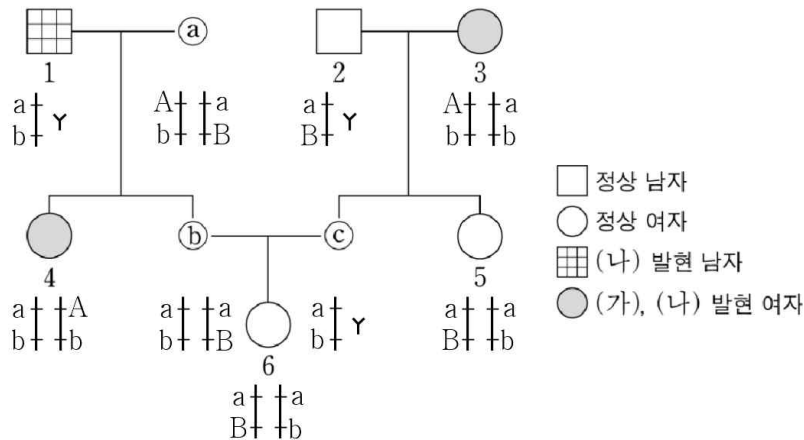 ⓐ
1
2
3
a b Y
A b a B
a B Y
A b a b
정상 남자
정상 여자
(나) 발현 남자
(가), (나) 발현 여자
4
ⓑ
ⓒ
5
a b A b
a b a B
6
a b Y
a B a b
a B a b